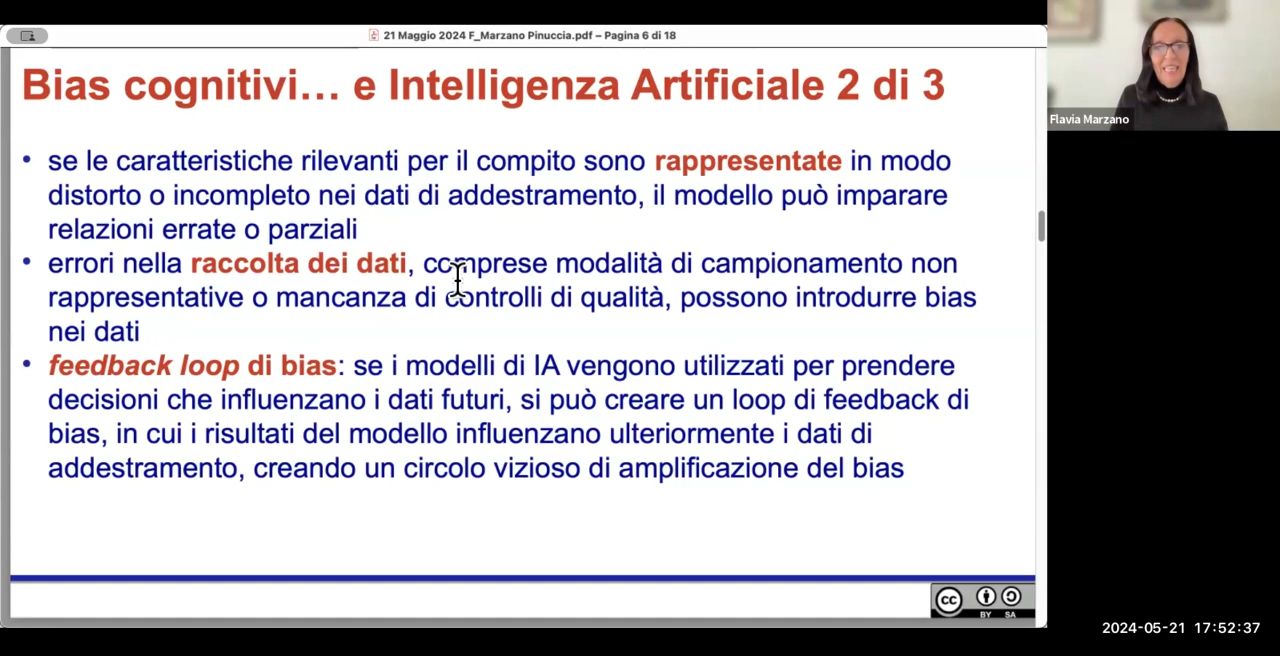 21 Maggio 2024 F_Marzano Pinuccia.pdf – Pagina 6 di 18
Bias cognitivi… e Intelligenza Artificiale 2 di 3
• se le caratteristiche rilevanti per il compito sono rappresentate in modo
distorto o incompleto nei dati di addestramento, il modello può imparare
relazioni errate o parziali
• errori nella raccolta dei dati, comprese modalità di campionamento non
rappresentative o mancanza di controlli di qualità, possono introdurre bias
nei dati
• feedback loop di bias: se i modelli di IA vengono utilizzati per prendere
decisioni che influenzano i dati futuri, si può creare un loop di feedback di
bias, in cui i risultati del modello influenzano ulteriormente i dati di
addestramento, creando un circolo vizioso di amplificazione del bias
cc
BY SA
Flavia Marzano
2024-05-21 17:52:37